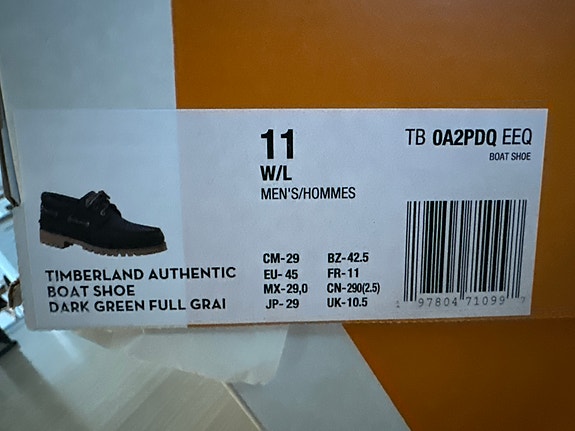 11
W/L
MEN'S/HOMMES
TB 0A2PDQ EEQ
BOAT SHOE
TIMBERLAND AUTHENTIC
BOAT SHOE
DARK GREEN FULL GRAI
CM-29 BZ-42.5
EU-45 FR-11
MX-29,0 CN-290(2.5)
JP-29 UK-10.5
1 97804 71099 7